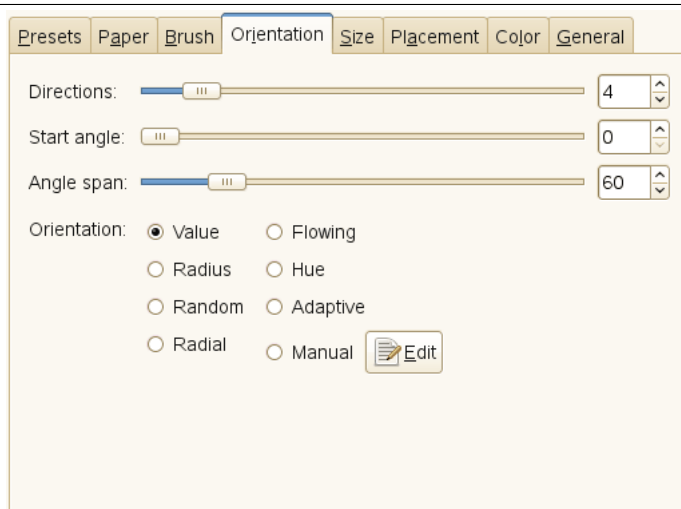 Presets Paper Brush Orientation Size Placement Color General
Directions: 4
Start angle: 0
Angle span: 60
Orientation: Value Flowing
Radius Hue
Random Adaptive
Radial Manual Edit